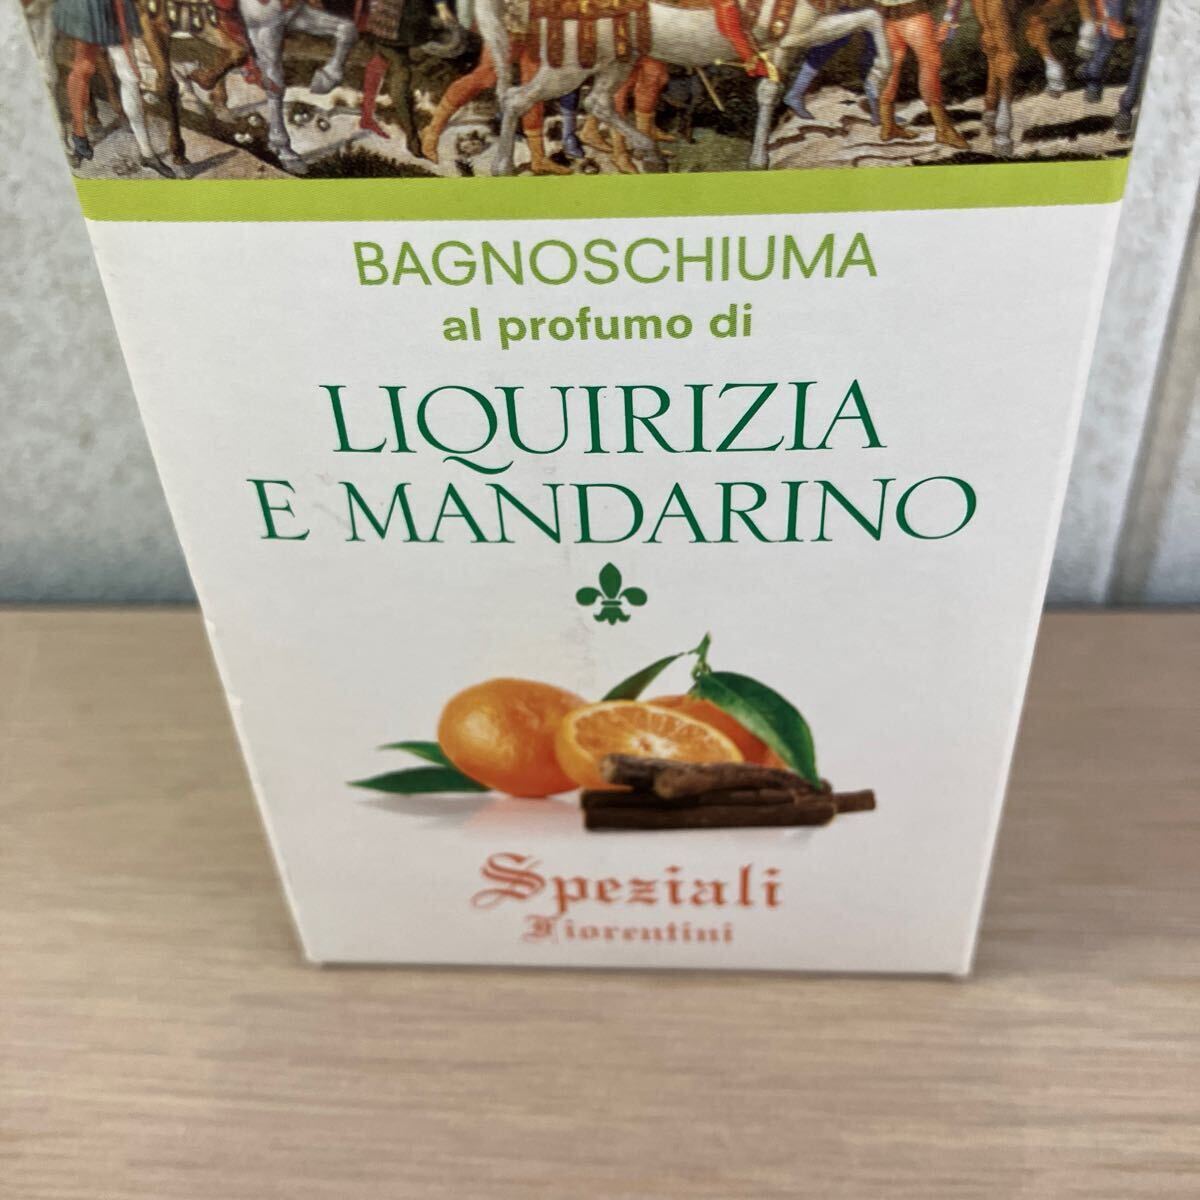 BAGNOSCHIUMA
al profumo di
LIQUIRIZIA
E MANDARINO
Speziali
Fiorentini